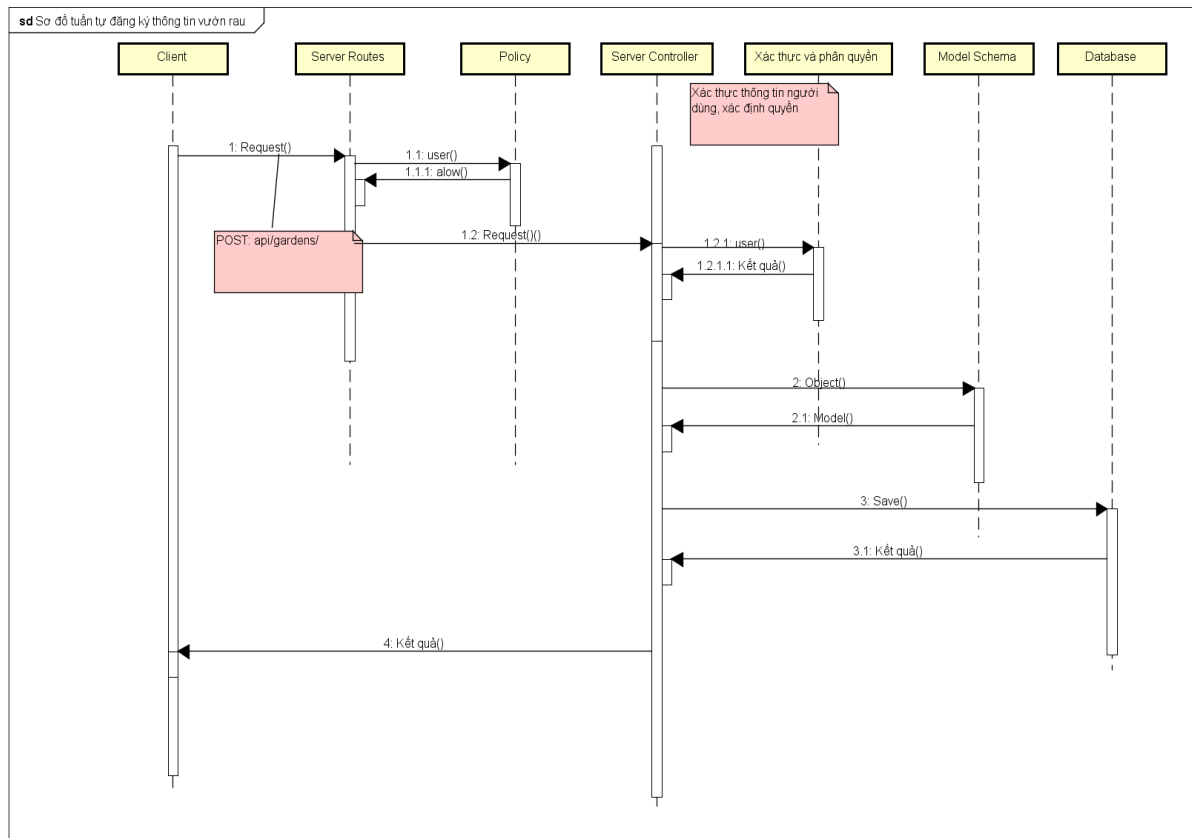 sd Sơ đồ tuần tự đăng ký thông tin vườn rau
Client
Server Routes
Policy
Server Controller
Xác thực và phân quyền
Model Schema
Database
Xác thực thông tin người
dùng, xác định quyền
1: Request()
1.1: user()
1.1.1: alow()
POST: api/gardens/
1.2: Request()()
1.2.1: user()
1.2.1.1: Kết quả()
2: Object()
2.1: Model()
3: Save()
3.1: Kết quả()
4: Kết quả()